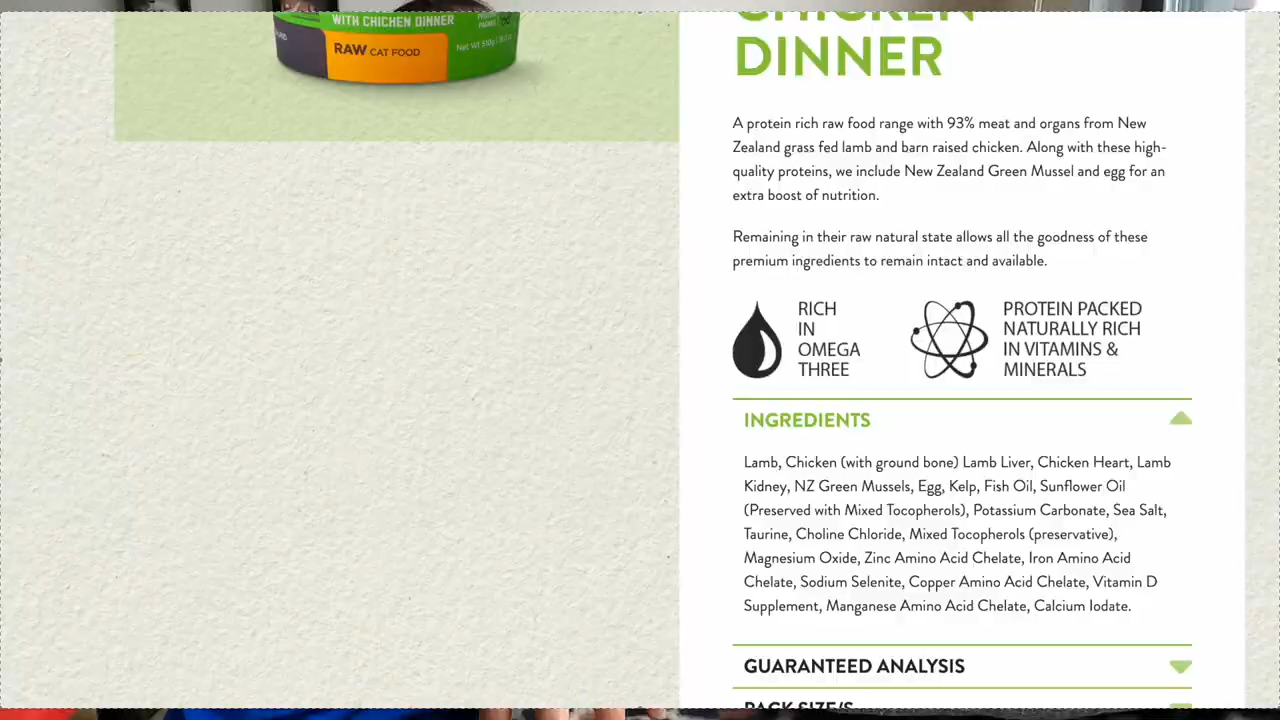 WITH CHICKEN DINNER
RAW CAT FOOD
Net Wt 510g
CHICKEN
DINNER
A protein rich raw food range with 93% meat and organs from New
Zealand grass fed lamb and barn raised chicken. Along with these high-
quality proteins, we include New Zealand Green Mussel and egg for an
extra boost of nutrition.
Remaining in their raw natural state allows all the goodness of these
premium ingredients to remain intact and available.
RICH
IN
OMEGA
THREE
PROTEIN PACKED
NATURALLY RICH
IN VITAMINS &
MINERALS
INGREDIENTS
Lamb, Chicken (with ground bone) Lamb Liver, Chicken Heart, Lamb
Kidney, NZ Green Mussels, Egg, Kelp, Fish Oil, Sunflower Oil
(Preserved with Mixed Tocopherols), Potassium Carbonate, Sea Salt,
Taurine, Choline Chloride, Mixed Tocopherols (preservative),
Magnesium Oxide, Zinc Amino Acid Chelate, Iron Amino Acid
Chelate, Sodium Selenite, Copper Amino Acid Chelate, Vitamin D
Supplement, Manganese Amino Acid Chelate, Calcium Iodate.
GUARANTEED ANALYSIS
PACK SIZE/S